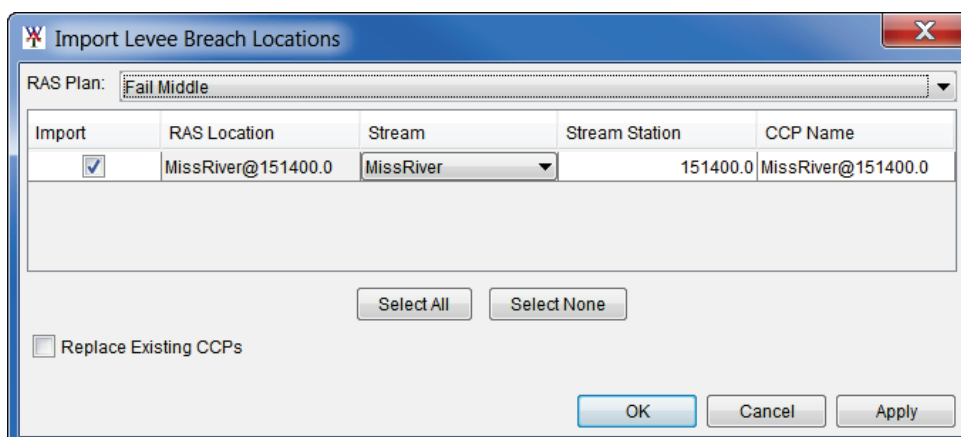 Import Levee Breach Locations
RAS Plan: Fail Middle
Import RAS Location Stream Stream Station CCP Name
MissRiver@151400.0 MissRiver 151400.0 MissRiver@151400.0
Select All Select None
Replace Existing CCPs
OK Cancel Apply